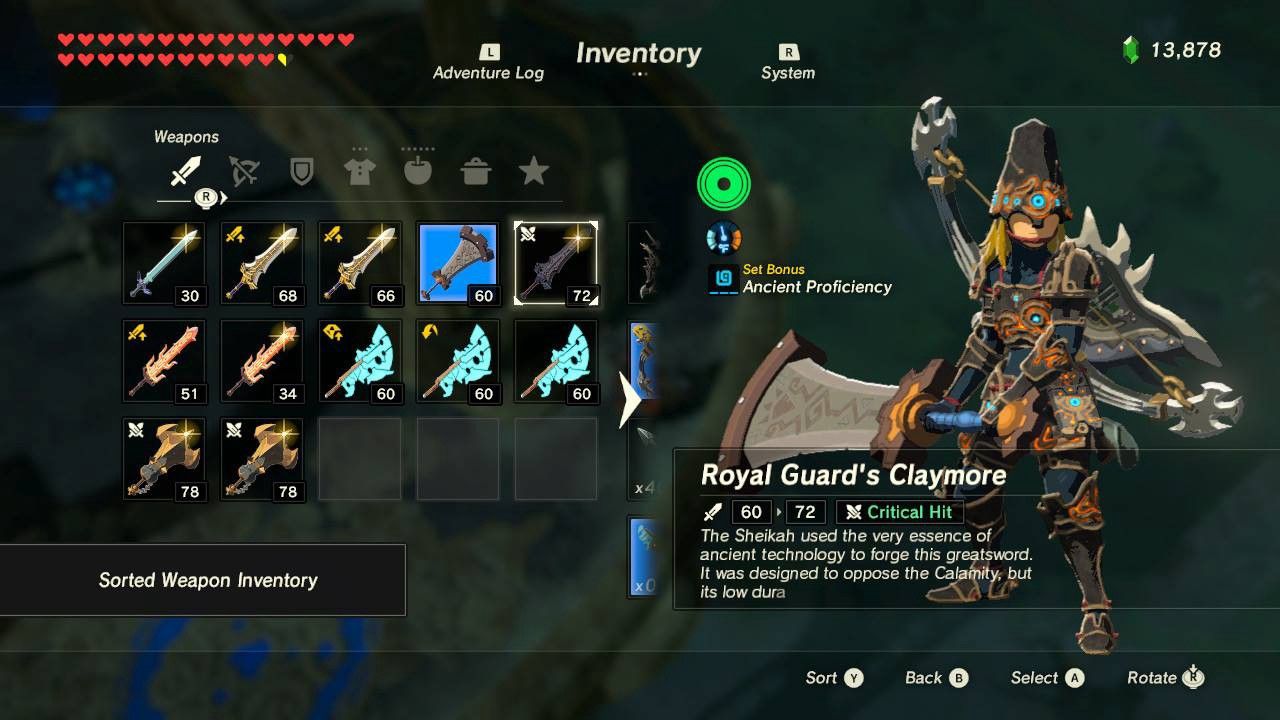 L
Inventory
R
13,878
Adventure Log
System
Weapons
R
Set Bonus
Ancient Proficiency
30
68
66
60
72
51
34
60
60
60
78
78
x4
x0
Royal Guard's Claymore
60 72 Critical Hit
The Sheikah used the very essence of
ancient technology to forge this greatsword.
It was designed to oppose the Calamity, but
its low dura
Sorted Weapon Inventory
Sort Y
Back B
Select A
Rotate R